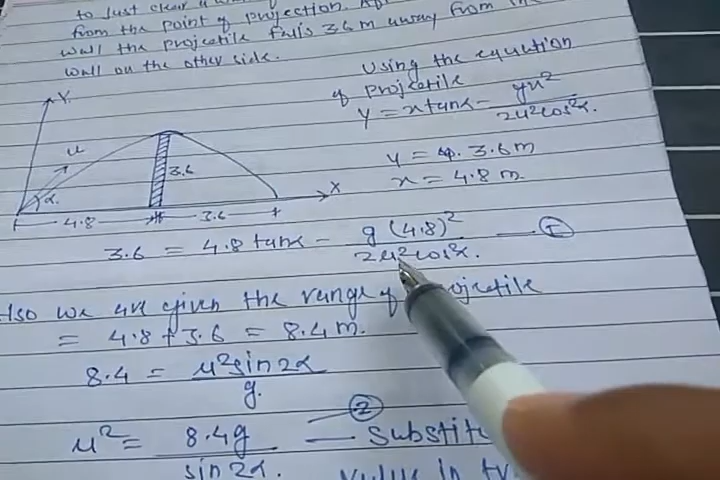 to just clear a
from the point of projection.
wall the projectile falls 3.6 m away from
wall on the other side.
Using the equation
of projectile
y = x tanα - gx²
2u²cos²α.
y = 3.6m
x = 4.8 m.
Y
u
α
3.6
X
4.8
3.6
3.6 = 4.8 tanα - g (4.8)² — ①
2u²cos²α.
Also we are given the range of projectile
= 4.8 + 3.6 = 8.4 m.
8.4 = u²sin2α
g.
②
u² = 8.4g — Substit
sin2α. value in